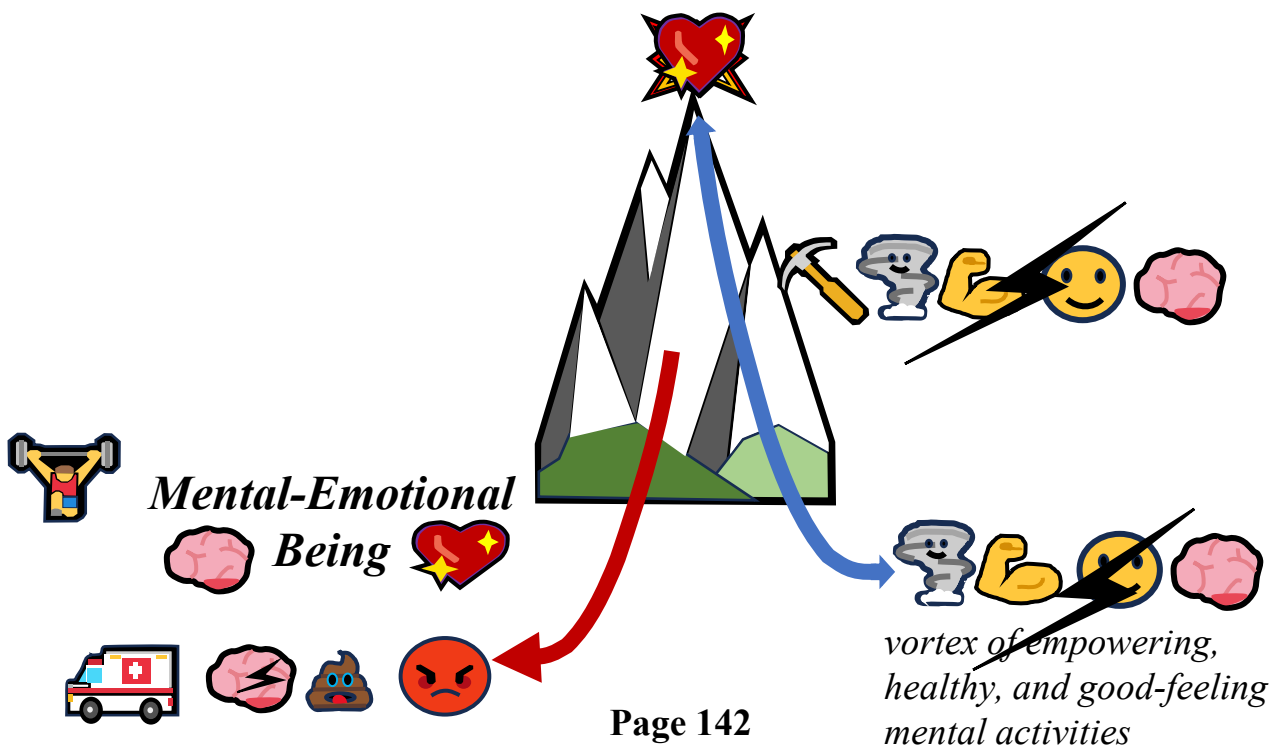 Mental-Emotional
Being
vortex of empowering,
healthy, and good-feeling
mental activities
Page 142